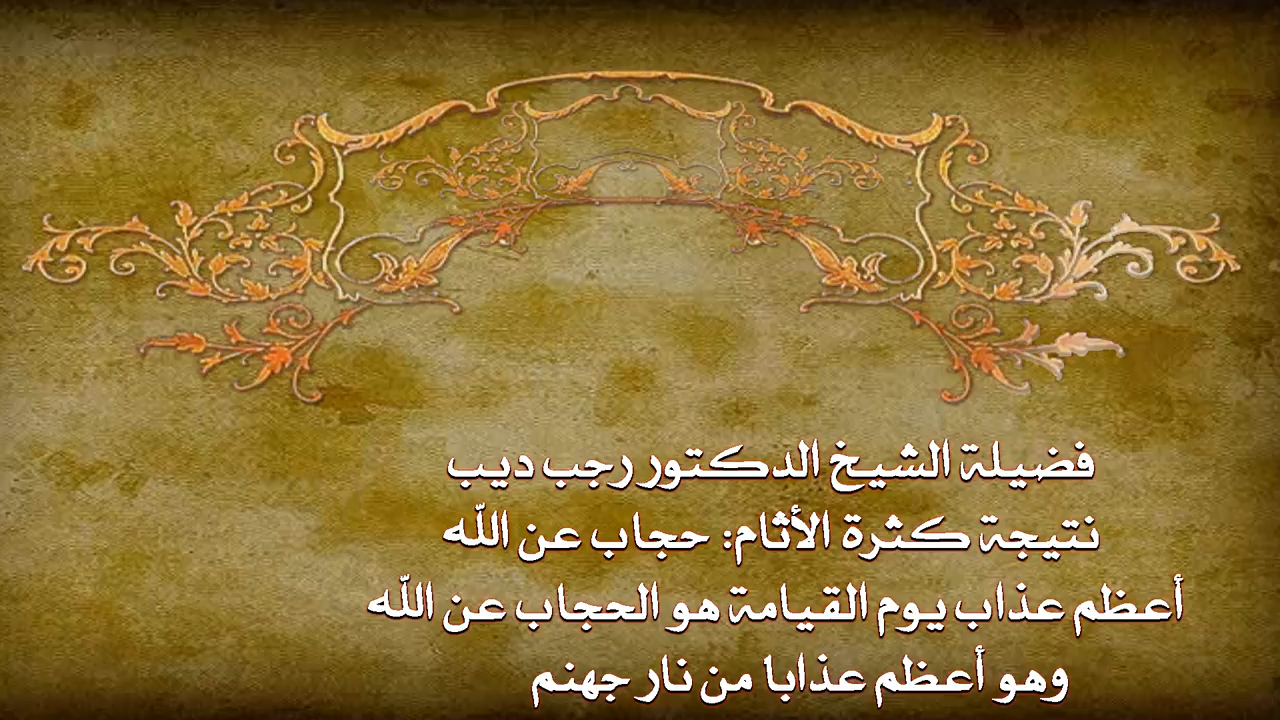 فضيلة الشيخ الدكتور رجب ديب
نتيجة كثرة الأثام: حجاب عن الله
أعظم عذاب يوم القيامة هو الحجاب عن الله
وهو أعظم عذابا من نار جهنم